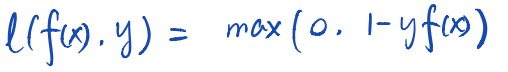 l(f(x), y) = max(0, 1-yf(x))